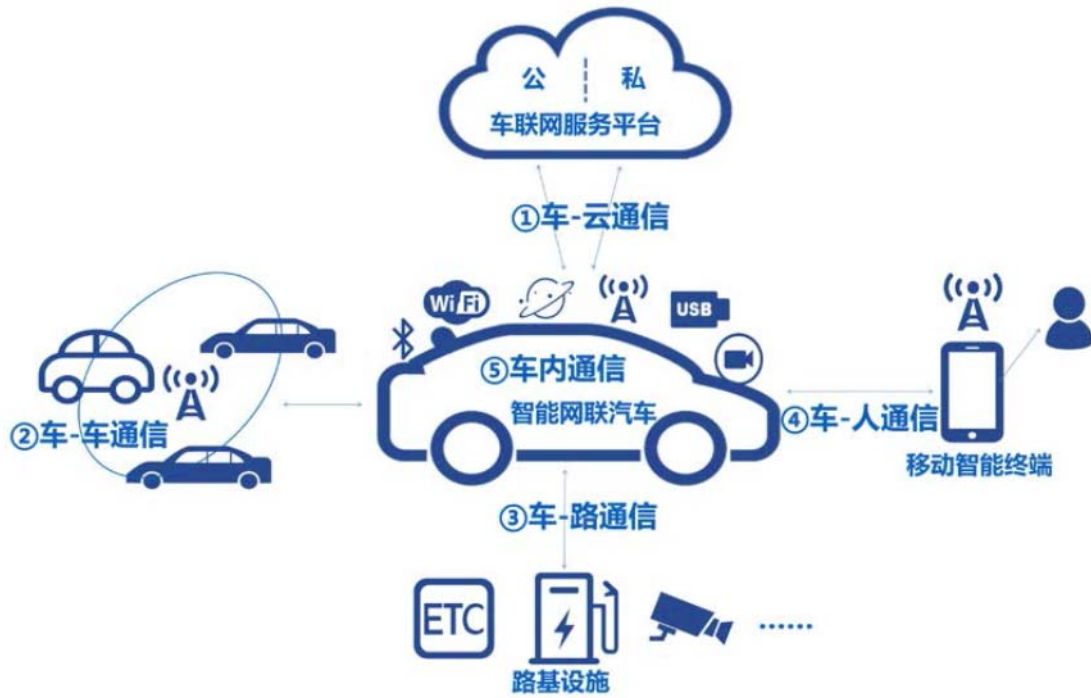 公 私
车联网服务平台
①车-云通信
WiFi
USB
⑤车内通信
智能网联汽车
②车-车通信
④车-人通信
移动智能终端
③车-路通信
ETC
......
路基设施